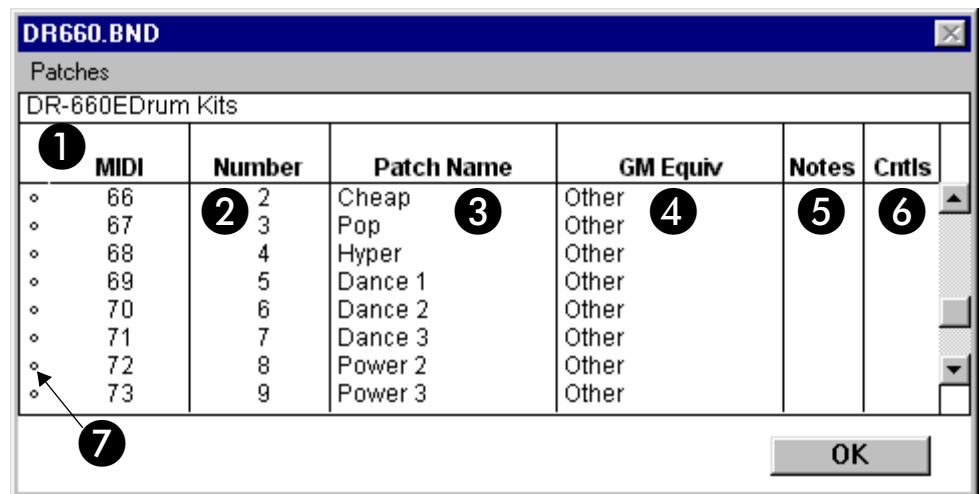 DR660.BND
Patches
DR-660EDrum Kits
1 MIDI Number Patch Name GM Equiv Notes Cntls
66 2 Cheap Other
2 3 4 5 6
67 3 Pop Other
68 4 Hyper Other
69 5 Dance 1 Other
70 6 Dance 2 Other
71 7 Dance 3 Other
72 8 Power 2 Other
73 9 Power 3 Other
7
OK